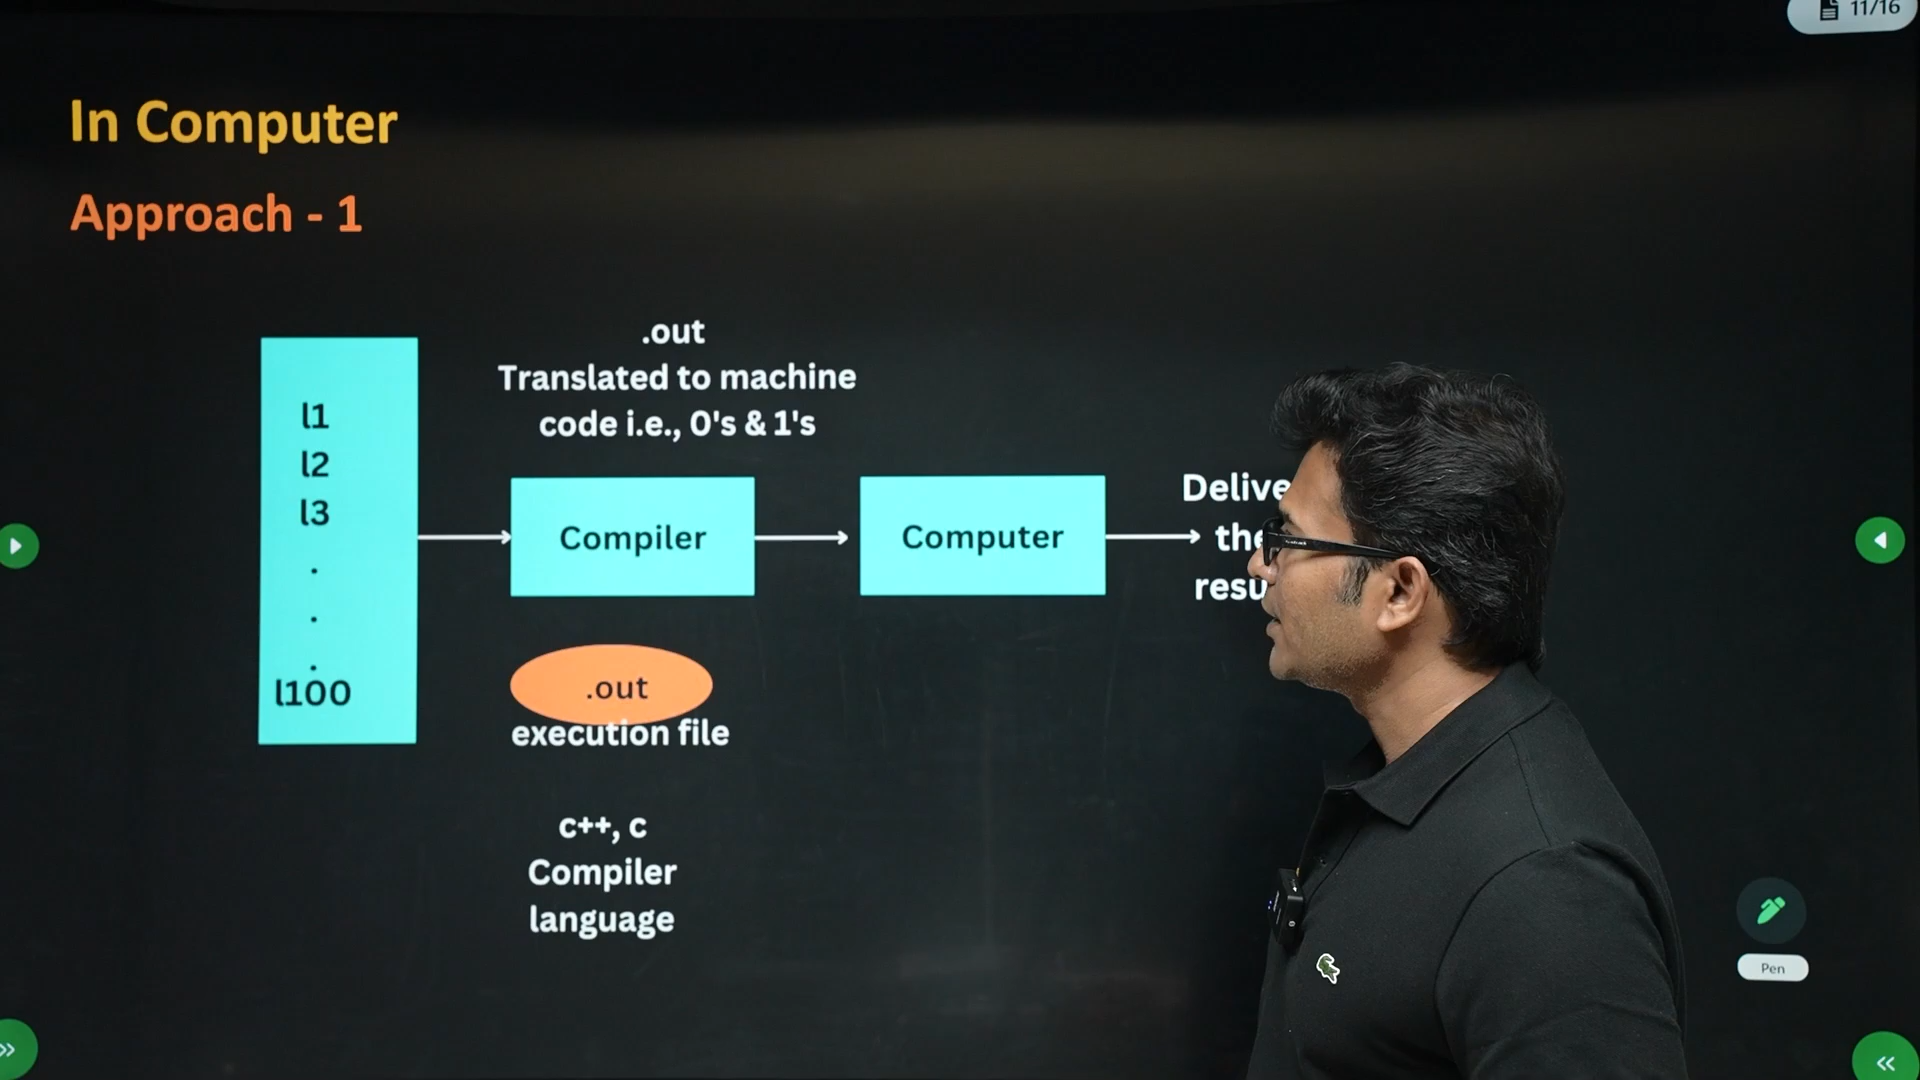 11/16
In Computer
Approach - 1
.out
Translated to machine
code i.e., 0's & 1's
l1
l2
l3
.
.
.
l100
Compiler
Computer
the
.out
execution file
c++, c
Compiler
language
Pen